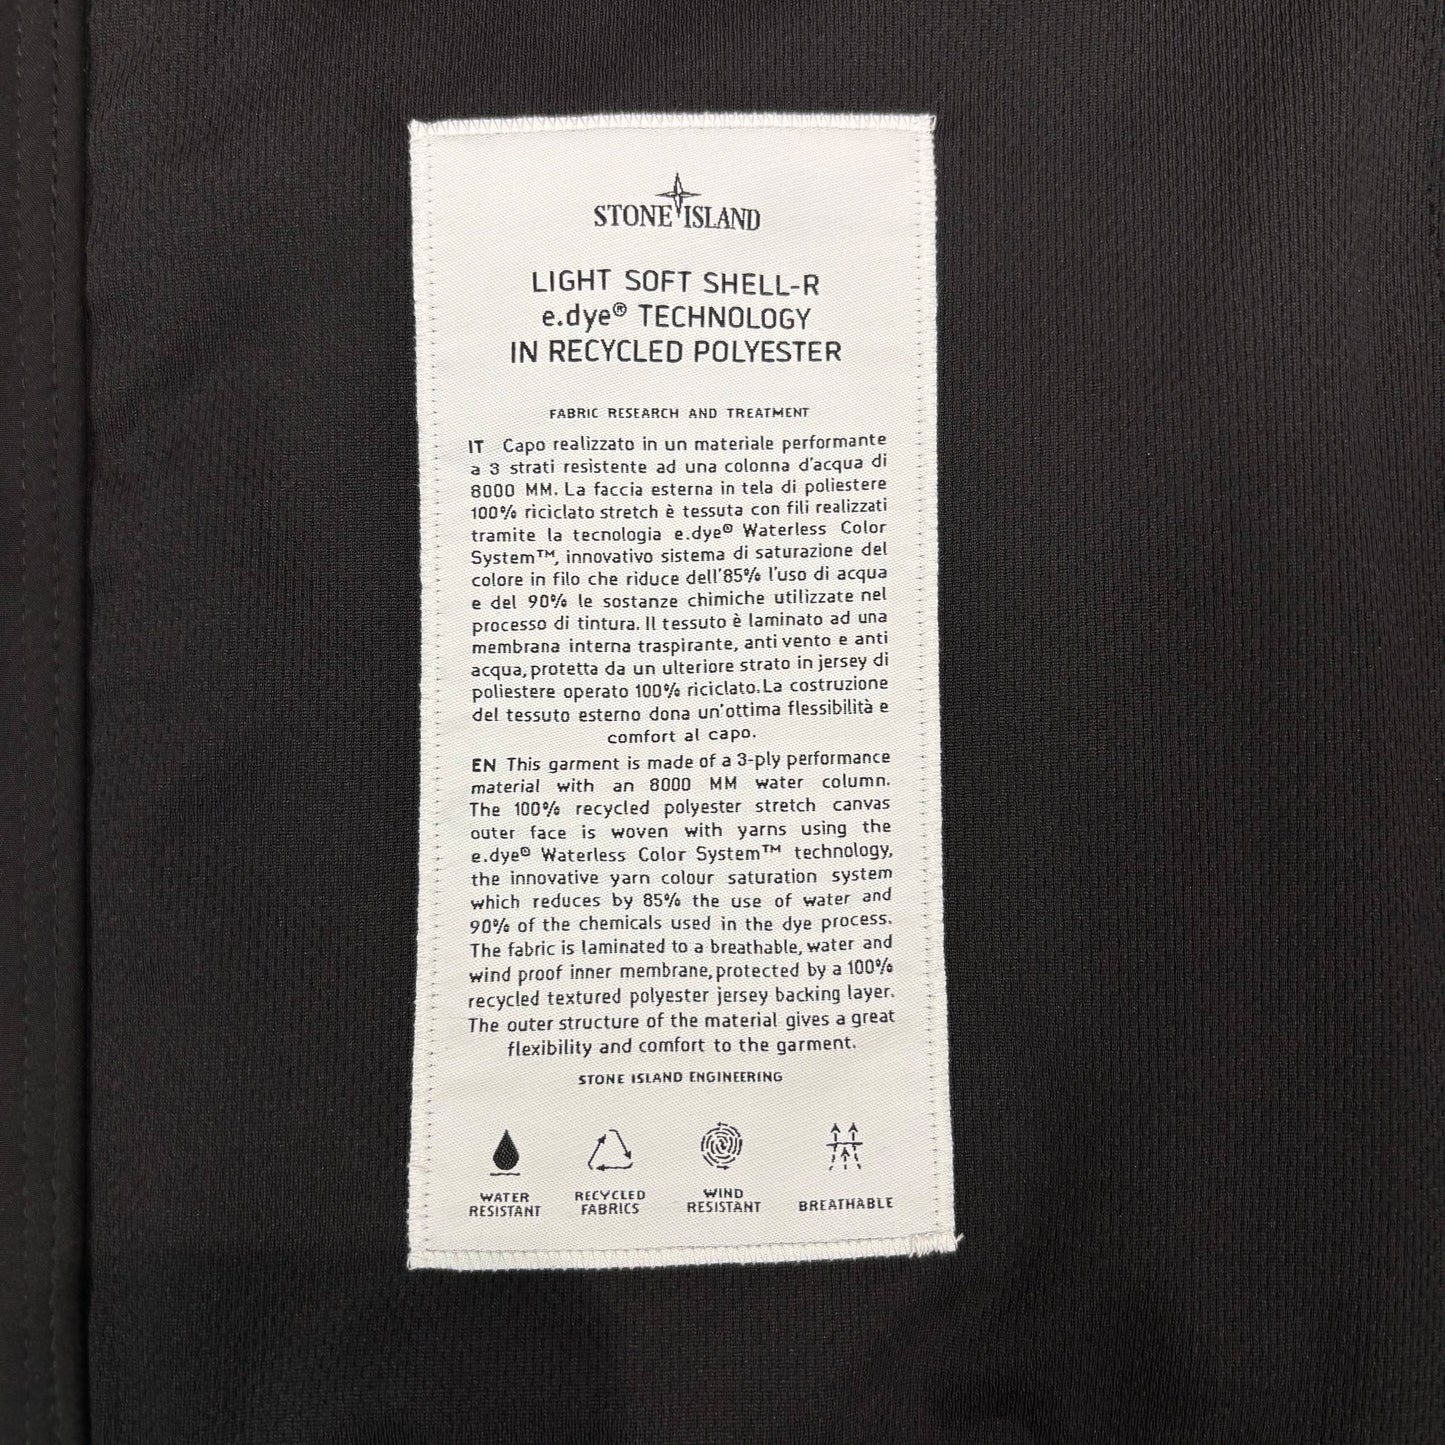 STONE ISLAND
LIGHT SOFT SHELL-R
e.dye® TECHNOLOGY
IN RECYCLED POLYESTER
FABRIC RESEARCH AND TREATMENT
IT Capo realizzato in un materiale performante
a 3 strati resistente ad una colonna d'acqua di
8000 MM. La faccia esterna in tela di poliestere
100% riciclato stretch è tessuta con fili realizzati
tramite la tecnologia e.dye® Waterless Color
System™, innovativo sistema di saturazione del
colore in filo che riduce dell'85% l'uso di acqua
e del 90% le sostanze chimiche utilizzate nel
processo di tintura. Il tessuto è laminato ad una
membrana interna traspirante, anti vento e anti
acqua, protetta da un ulteriore strato in jersey di
poliestere operato 100% riciclato. La costruzione
del tessuto esterno dona un'ottima flessibilità e
comfort al capo.
EN This garment is made of a 3-ply performance
material with an 8000 MM water column.
The 100% recycled polyester stretch canvas
outer face is woven with yarns using the
e.dye® Waterless Color System™ technology,
the innovative yarn colour saturation system
which reduces by 85% the use of water and
90% of the chemicals used in the dye process.
The fabric is laminated to a breathable, water and
wind proof inner membrane, protected by a 100%
recycled textured polyester jersey backing layer.
The outer structure of the material gives a great
flexibility and comfort to the garment.
STONE ISLAND ENGINEERING
WATER
RESISTANT
RECYCLED
FABRICS
WIND
RESISTANT
BREATHABLE